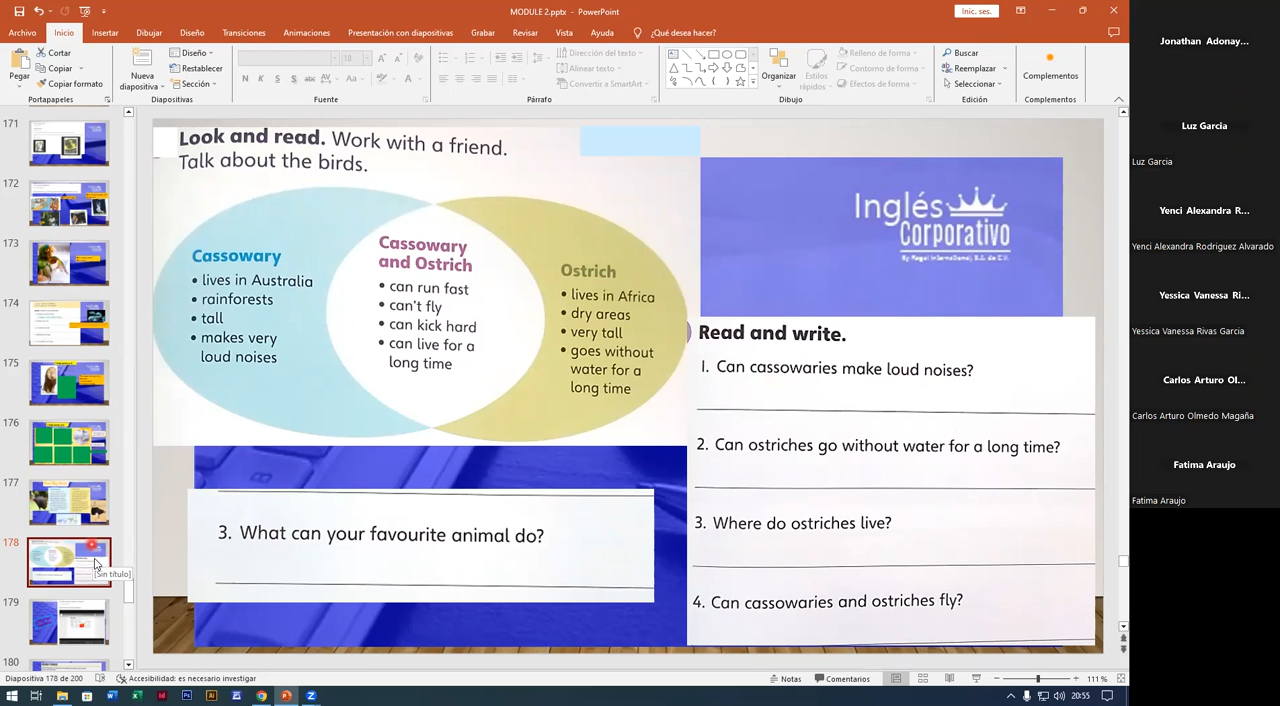 MODULE 2.pptx - PowerPoint
Inic. ses.
Archivo Inicio Insertar Dibujar Diseño Transiciones Animaciones Presentación con diapositivas Grabar Revisar Vista Ayuda ¿Qué desea hacer?
Pegar
Cortar
Copiar
Copiar formato
Portapapeles
Nueva
diapositiva
Diseño
Restablecer
Sección
Diapositivas
18
N K S S abc AV Aa A
Fuente
Párrafo
Dirección del texto
Alinear texto
Convertir a SmartArt
Organizar
Estilos
rápidos
Relleno de forma
Contorno de forma
Efectos de forma
Dibujo
Buscar
Reemplazar
Seleccionar
Edición
Complementos
Complementos
171
172
173
174
175
176
177
178
[Sin título]
179
180
Look and read. Work with a friend.
Talk about the birds.
Cassowary
• lives in Australia
• rainforests
• tall
• makes very
loud noises
Cassowary
and Ostrich
• can run fast
• can't fly
• can kick hard
• can live for a
long time
Ostrich
• lives in Africa
• dry areas
• very tall
• goes without
water for a
long time
Inglés
Corporativo
By Regal International, S.A. de C.V.
Read and write.
1. Can cassowaries make loud noises?
2. Can ostriches go without water for a long time?
3. Where do ostriches live?
4. Can cassowaries and ostriches fly?
3. What can your favourite animal do?
Jonathan Adonay...
Luz Garcia
Luz Garcia
Yenci Alexandra R...
Yenci Alexandra Rodriguez Alvarado
Yessica Vanessa Ri...
Yessica Vanessa Rivas Garcia
Carlos Arturo Ol...
Carlos Arturo Olmedo Magaña
Fatima Araujo
Fatima Araujo
Diapositiva 178 de 200 Accesibilidad: es necesario investigar Notas Comentarios 111 %
20:55